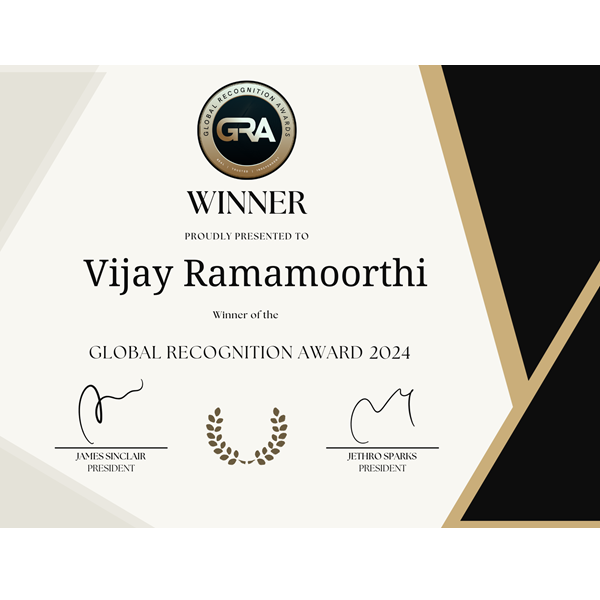 GLOBAL RECOGNITION AWARDS
GRA
WINNER
PROUDLY PRESENTED TO
Vijay Ramamoorthi
Winner of the
GLOBAL RECOGNITION AWARD 2024
JAMES SINCLAIR
PRESIDENT
JETHRO SPARKS
PRESIDENT